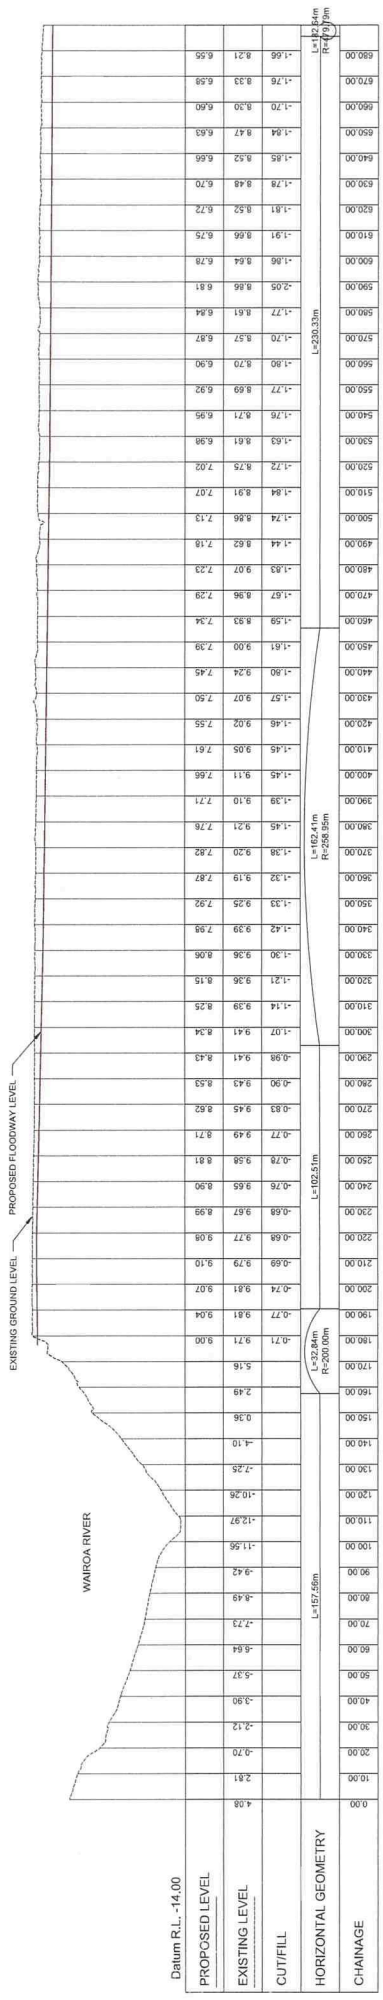 EXISTING GROUND LEVEL
PROPOSED FLOODWAY LEVEL
WAIROA RIVER
Datum R.L. -14.00
PROPOSED LEVEL 9.00 9.04 9.07 9.10 9.08 8.99 8.90 8.81 8.71 8.62 8.53 8.43 8.34 8.25 8.15 8.06 7.98 7.92 7.87 7.82 7.76 7.71 7.66 7.61 7.55 7.50 7.45 7.39 7.34 7.29 7.23 7.18 7.13 7.07 7.02 6.98 6.95 6.92 6.90 6.87 6.84 6.81 6.78 6.75 6.72 6.70 6.66 6.63 6.60 6.58 6.55
EXISTING LEVEL 4.08 2.81 -0.70 -2.12 -3.90 -5.37 -6.64 -7.73 -8.49 -9.42 -11.56 -12.97 -10.26 -7.25 -4.10 0.36 2.49 5.16 9.71 9.81 9.81 9.79 9.77 9.67 9.65 9.58 9.49 9.45 9.43 9.41 9.41 9.39 9.36 9.36 9.39 9.25 9.19 9.20 9.21 9.10 9.11 9.05 9.02 9.07 9.24 9.00 8.93 8.96 9.07 8.62 8.86 8.91 8.75 8.61 8.71 8.69 8.70 8.57 8.61 8.86 8.64 8.66 8.52 8.48 8.52 8.47 8.30 8.33 8.21
CUT/FILL -0.71 -0.77 -0.74 -0.69 -0.68 -0.68 -0.76 -0.78 -0.77 -0.83 -0.90 -0.98 -1.07 -1.14 -1.21 -1.30 -1.42 -1.33 -1.32 -1.38 -1.45 -1.39 -1.45 -1.45 -1.46 -1.57 -1.80 -1.61 -1.59 -1.67 -1.83 -1.44 -1.74 -1.84 -1.72 -1.63 -1.76 -1.77 -1.80 -1.70 -1.77 -2.05 -1.86 -1.91 -1.81 -1.78 -1.85 -1.84 -1.70 -1.76 -1.66
HORIZONTAL GEOMETRY L=157.56m L=32.84m R=200.00m L=102.51m L=162.41m R=258.95m L=230.33m L=182.64m R=479.79m
CHAINAGE 0.00 10.00 20.00 30.00 40.00 50.00 60.00 70.00 80.00 90.00 100.00 110.00 120.00 130.00 140.00 150.00 160.00 170.00 180.00 190.00 200.00 210.00 220.00 230.00 240.00 250.00 260.00 270.00 280.00 290.00 300.00 310.00 320.00 330.00 340.00 350.00 360.00 370.00 380.00 390.00 400.00 410.00 420.00 430.00 440.00 450.00 460.00 470.00 480.00 490.00 500.00 510.00 520.00 530.00 540.00 550.00 560.00 570.00 580.00 590.00 600.00 610.00 620.00 630.00 640.00 650.00 660.00 670.00 680.00